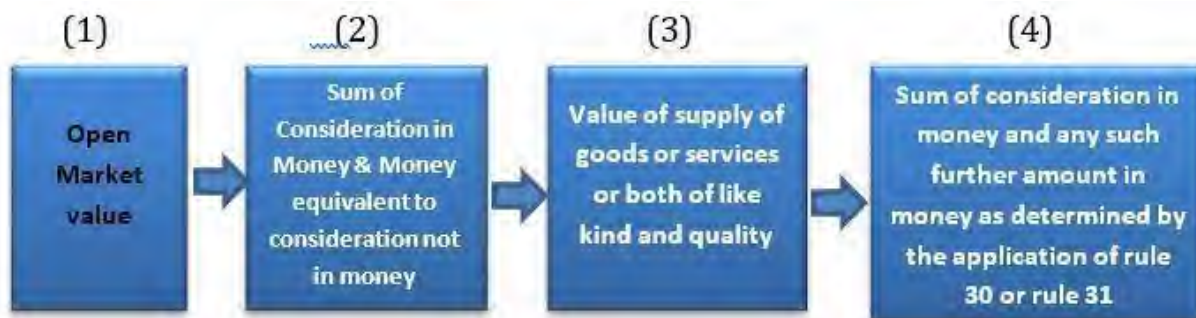 (1)
(2)
(3)
(4)
Open
Market
value
Sum of
Consideration in
Money & Money
equivalent to
consideration not
in money
Value of supply of
goods or services
or both of like
kind and quality
Sum of consideration in
money and any such
further amount in
money as determined by
the application of rule
30 or rule 31